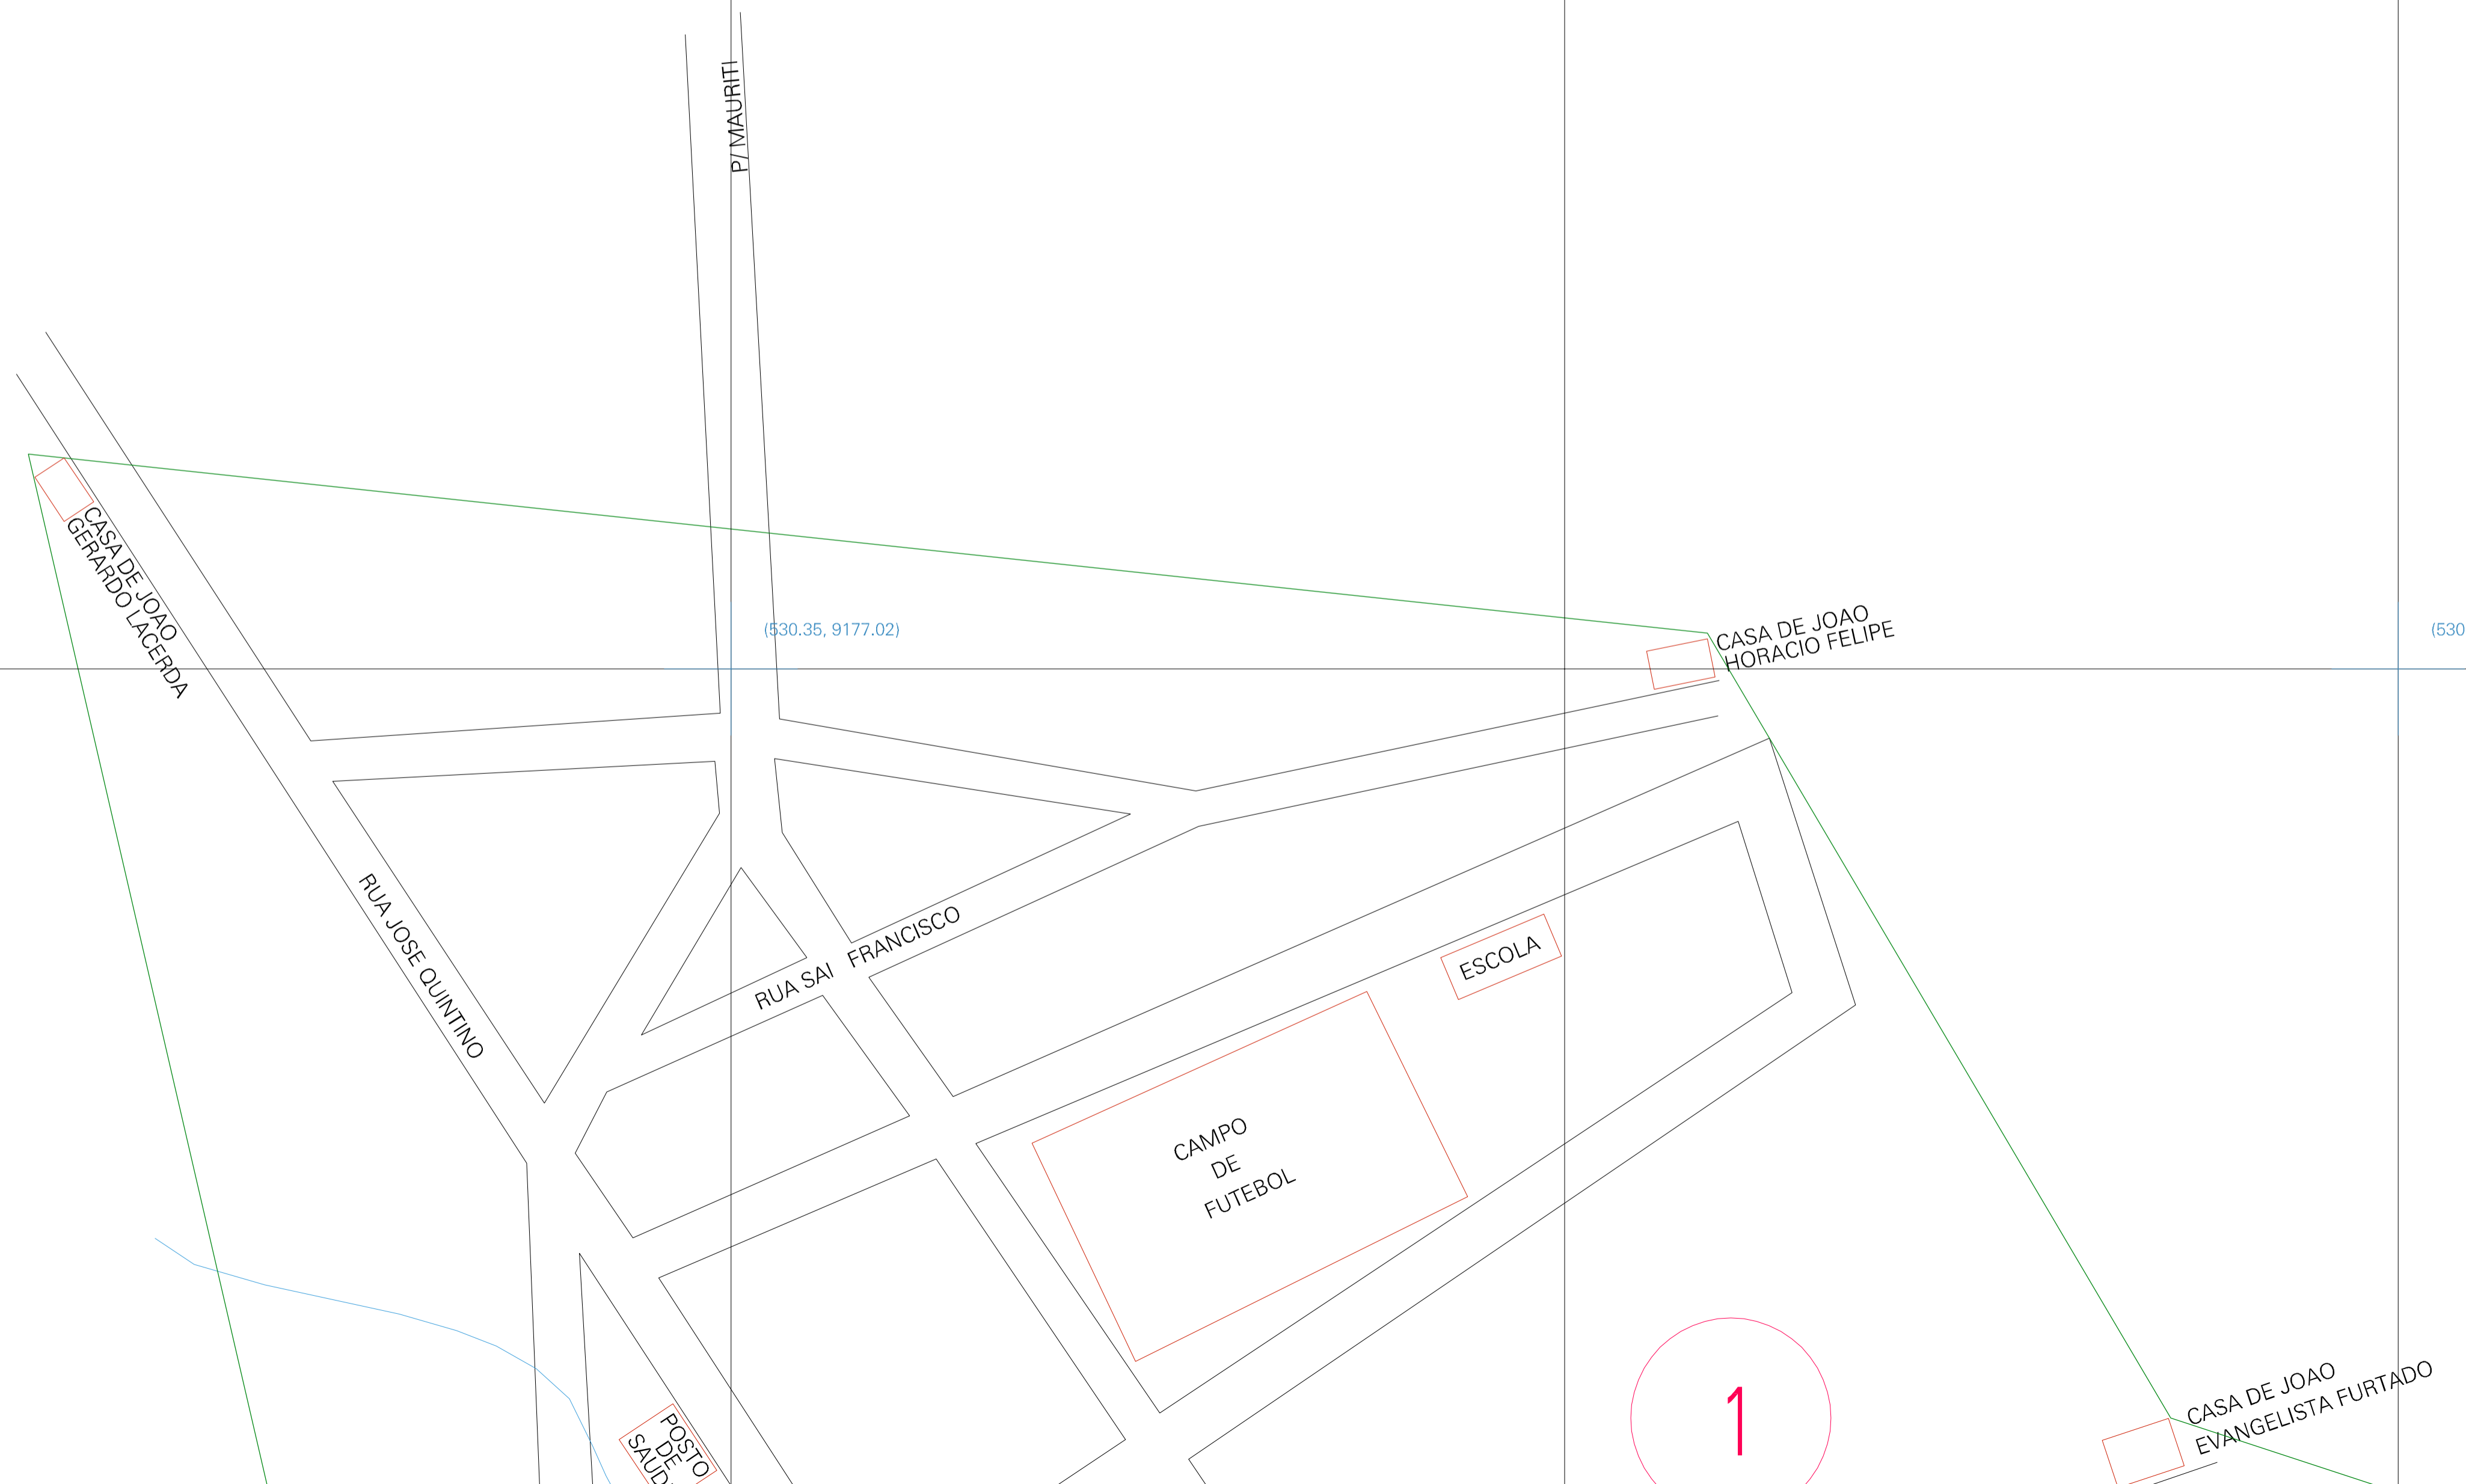 P/ MAURITI
CASA DE JOAO
GERARDO LACERDA
(530.35, 9177.02)
CASA DE JOAO
HORACIO FELIPE
(530
RUA JOSE QUINTINO
RUA SAI FRANCISCO
ESCOLA
CAMPO
DE
FUTEBOL
1
CASA DE JOAO
EVANGELISTA FURTADO
POSTO
DE